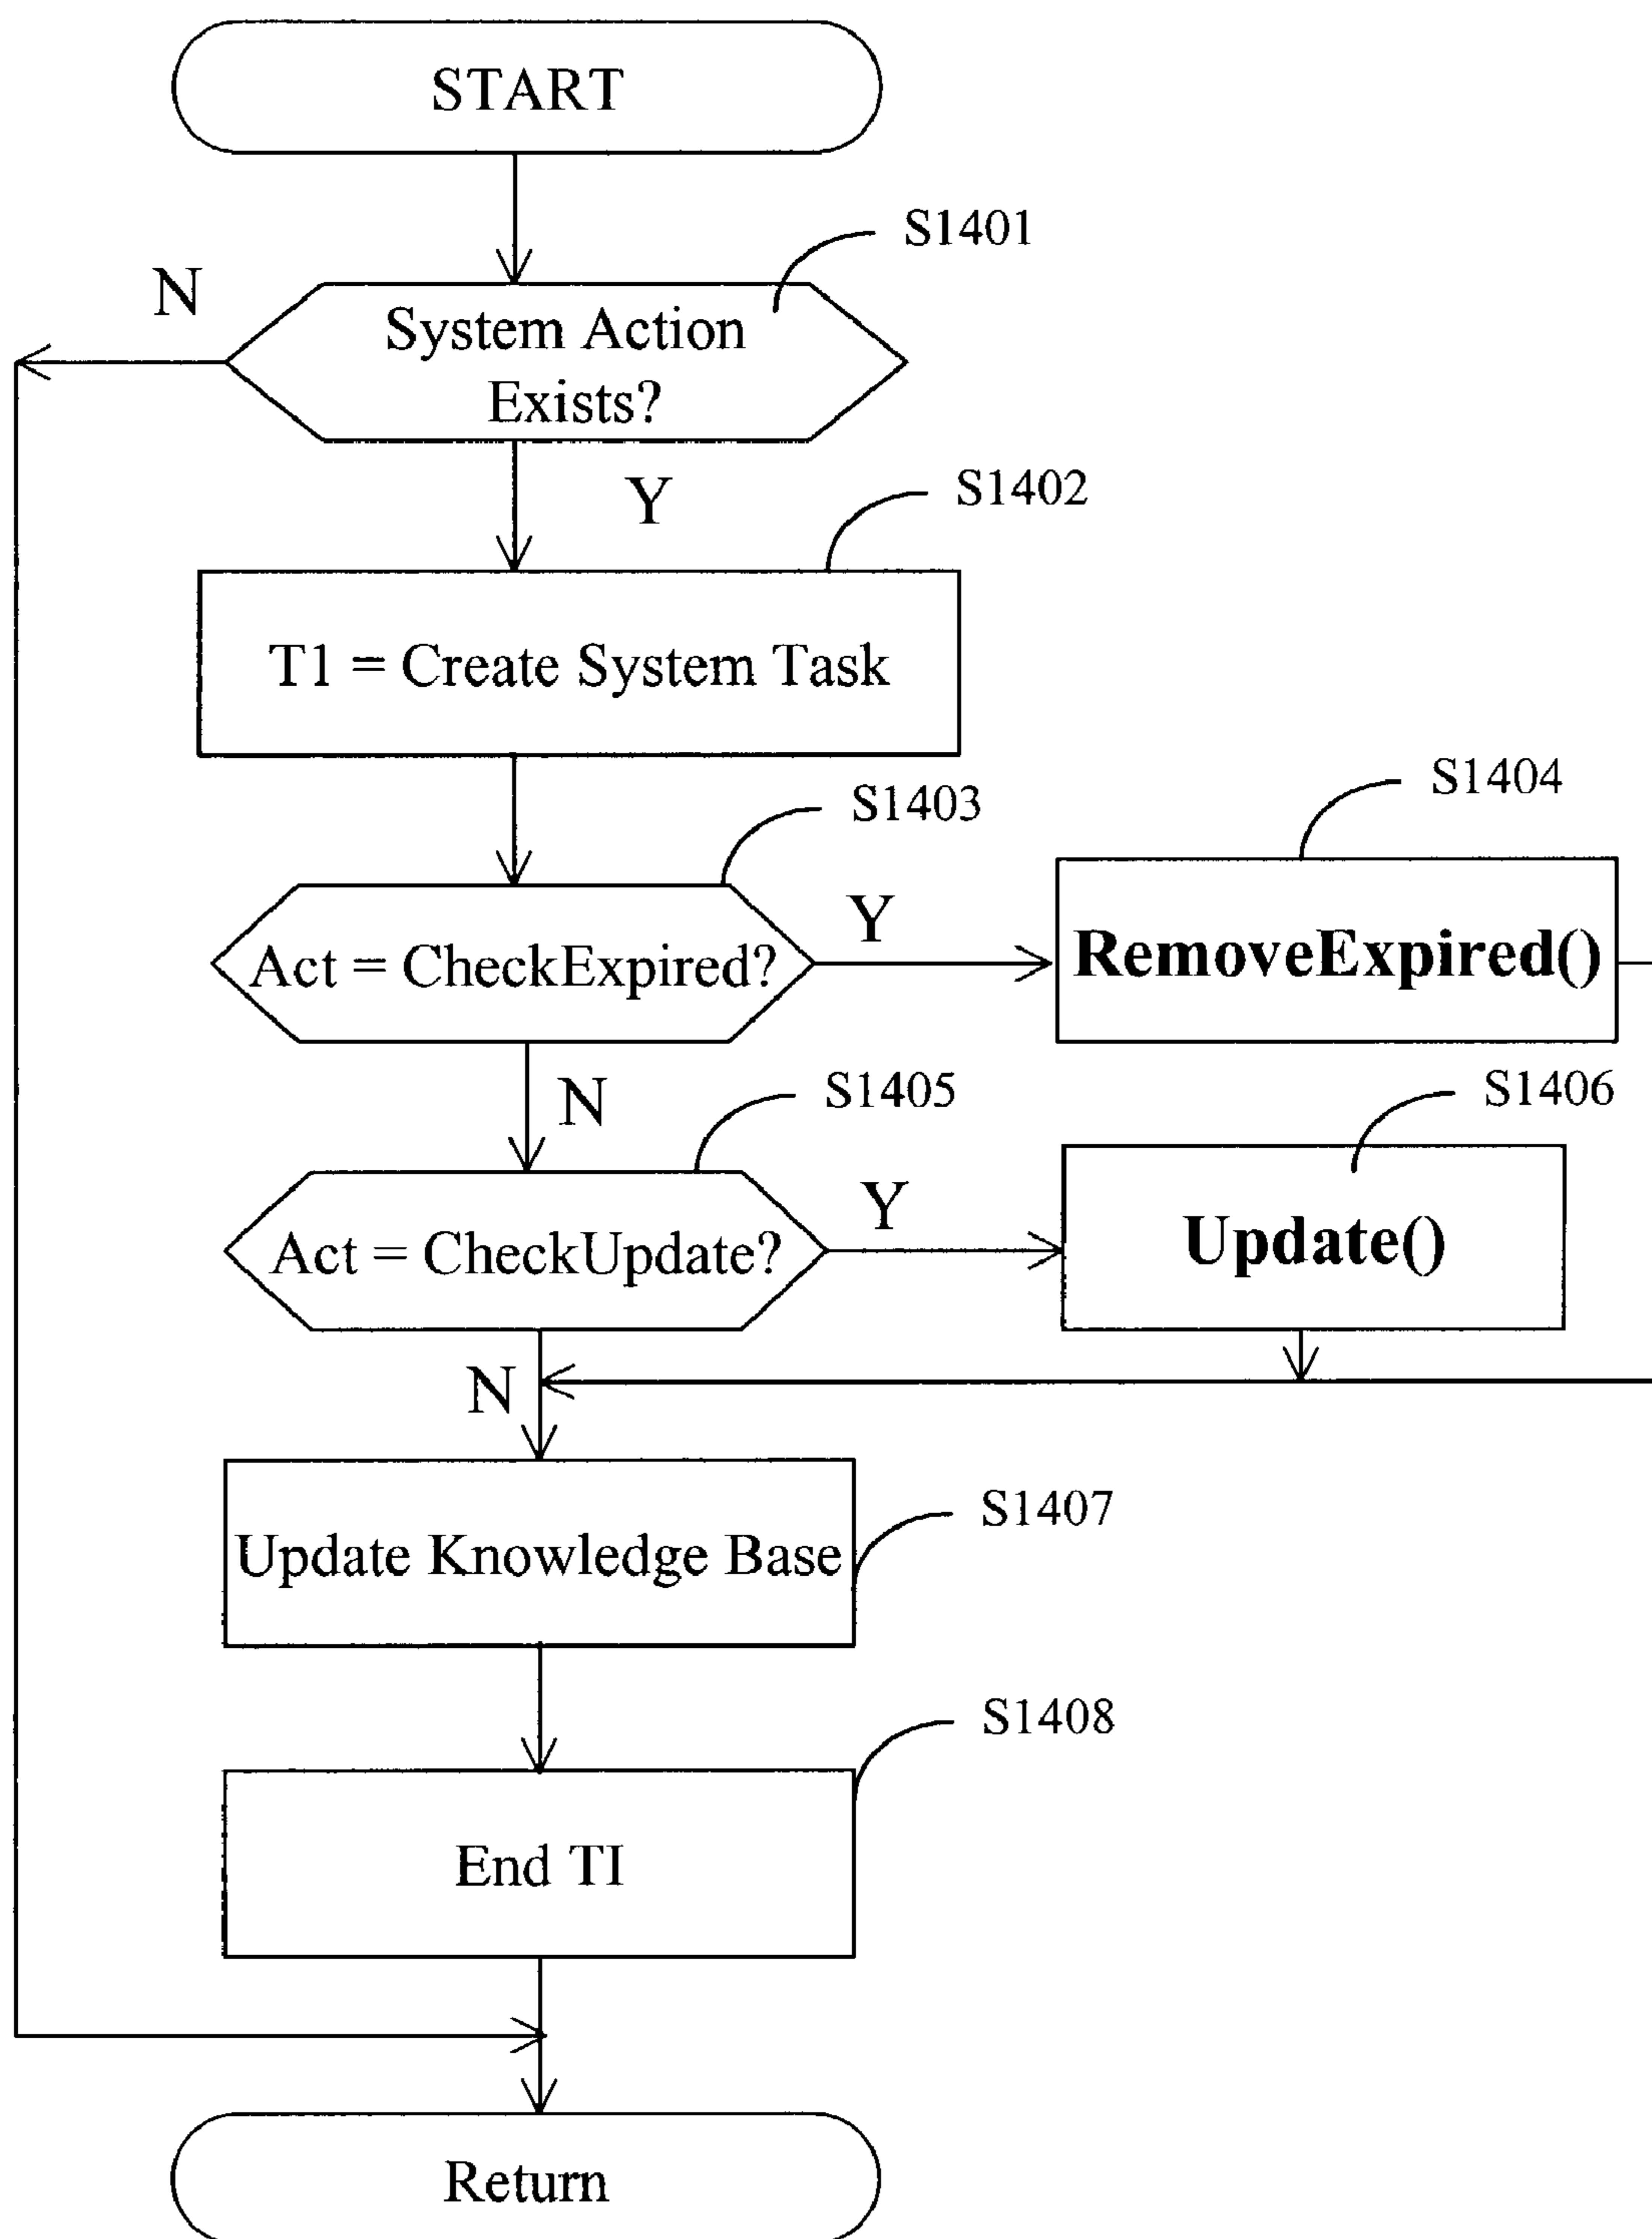 START
S1401
N
System Action
Exists?
Y
S1402
T1 = Create System Task
S1403
S1404
Act = CheckExpired?
Y
RemoveExpired()
N
S1405
S1406
Act = CheckUpdate?
Y
Update()
N
Update Knowledge Base
S1407
S1408
End TI
Return